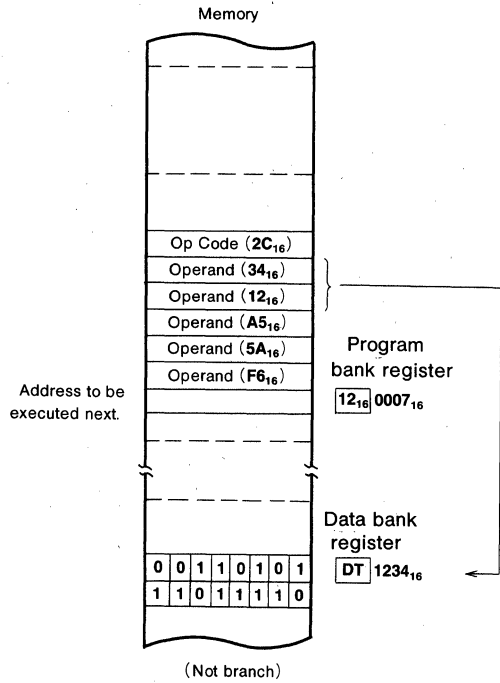 Memory
Op Code (2C₁₆)
Operand (34₁₆)
Operand (12₁₆)
Operand (A5₁₆)
Operand (5A₁₆)
Operand (F6₁₆)
Program
bank register
12₁₆ 0007₁₆
Address to be
executed next.
Data bank
register
DT 1234₁₆
0 0 1 1 0 1 0 1
1 1 0 1 1 1 1 0
(Not branch)